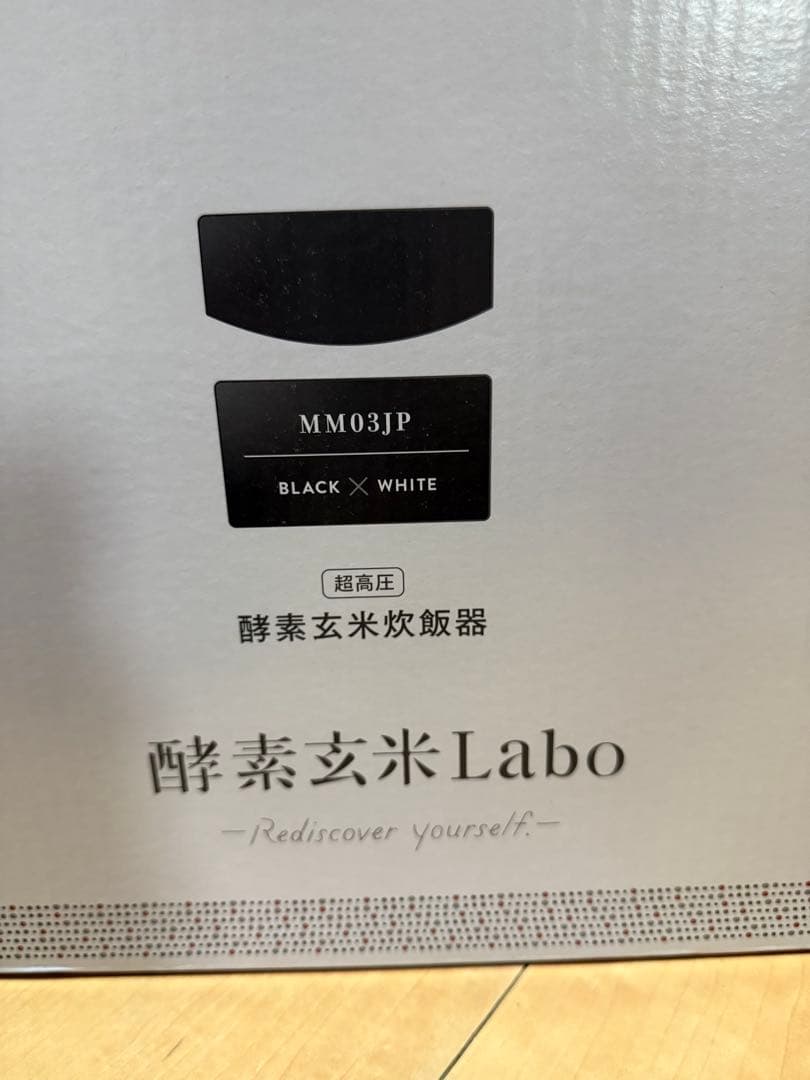 MM03JP
BLACK × WHITE
超高圧
酵素玄米炊飯器
酵素玄米Labo
－Rediscover yourself.－